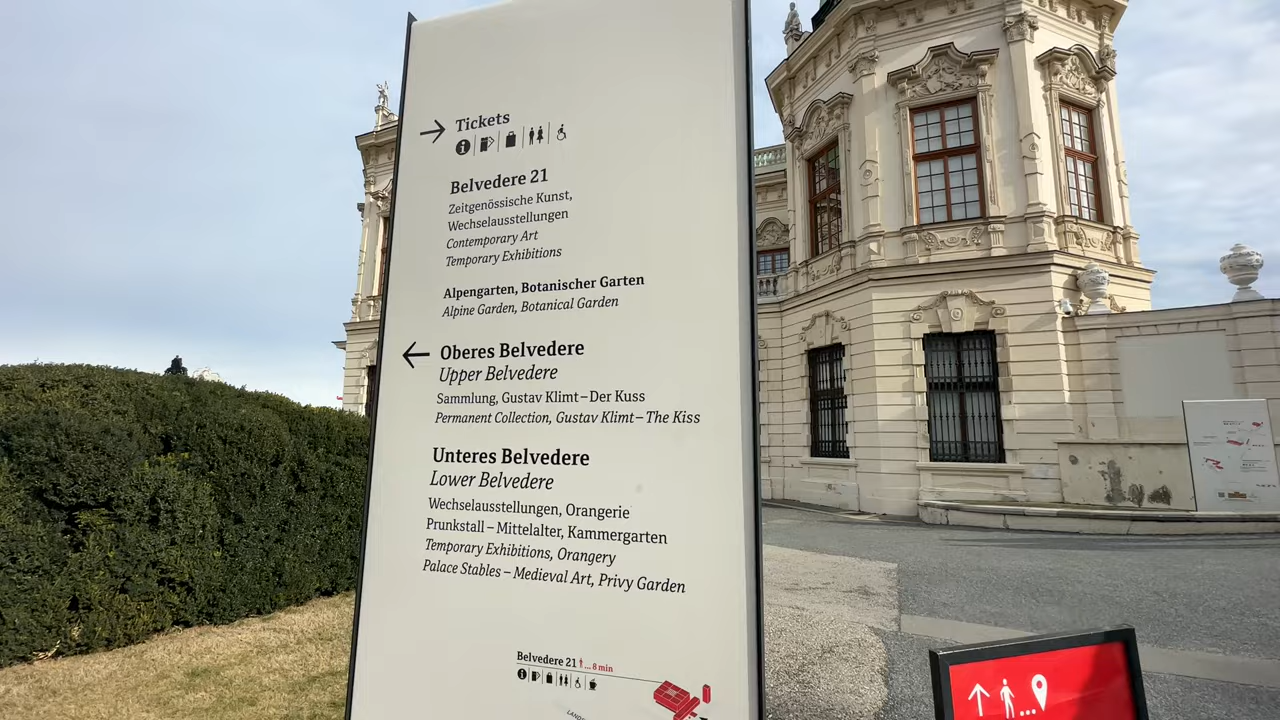 Tickets
Belvedere 21
Zeitgenössische Kunst,
Wechselausstellungen
Contemporary Art
Temporary Exhibitions
Alpengarten, Botanischer Garten
Alpine Garden, Botanical Garden
Oberes Belvedere
Upper Belvedere
Sammlung, Gustav Klimt – Der Kuss
Permanent Collection, Gustav Klimt – The Kiss
Unteres Belvedere
Lower Belvedere
Wechselausstellungen, Orangerie
Prunkstall – Mittelalter, Kammergarten
Temporary Exhibitions, Orangery
Palace Stables – Medieval Art, Privy Garden
Belvedere 21 ... 8 min